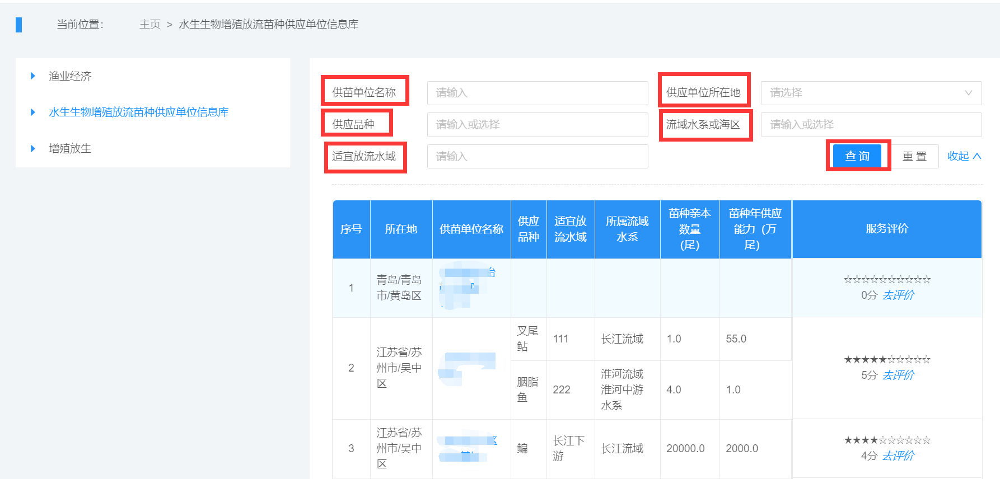 当前位置： 主页 > 水生生物增殖放流苗种供应单位信息库
渔业经济
水生生物增殖放流苗种供应单位信息库
增殖放生
供苗单位名称 请输入 供应单位所在地 请选择
供应品种 请输入或选择 流域水系或海区 请输入或选择
适宜放流水域 请输入 查 询 重 置 收起
序号
所在地
供苗单位名称
供应
品种
适宜放
流水域
所属流域
水系
苗种亲本
数量
（尾）
苗种年供应
能力（万
尾）
服务评价
1
青岛/青岛
市/黄岛区
☆☆☆☆☆☆☆☆☆☆
0分 去评价
2
江苏省/苏
州市/吴中
区
叉尾
鲇
111
长江流域
1.0
55.0
胭脂
鱼
222
淮河流域
淮河中游
水系
4.0
1.0
★★★★★☆☆☆☆☆
5分 去评价
3
江苏省/苏
州市/吴中
区
区
鳊
长江下
游
长江流域
20000.0
2000.0
★★★★☆☆☆☆☆☆
4分 去评价